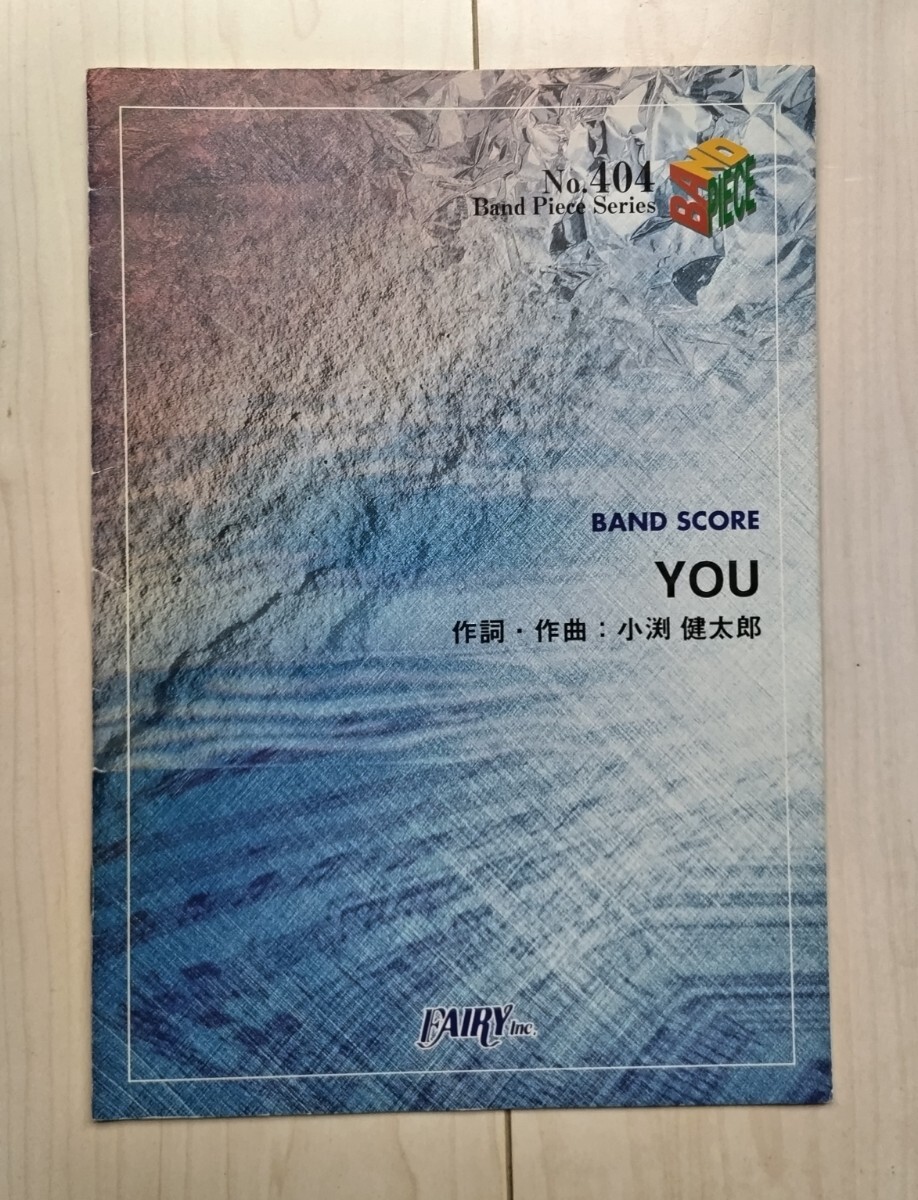 No.404
Band Piece Series
BAND PIECE
BAND SCORE
YOU
作詞・作曲：小渕 健太郎
FAIRY Inc.